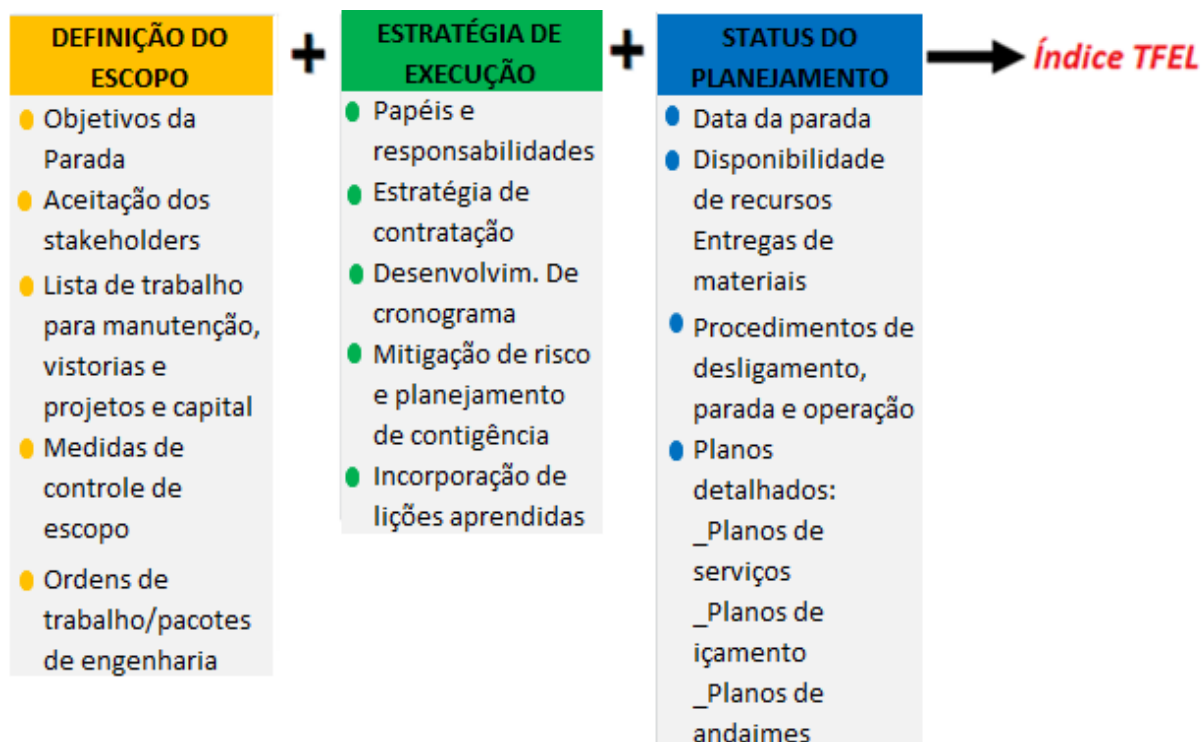 DEFINIÇÃO DO
ESCOPO
Objetivos da
Parada
Aceitação dos
stakeholders
Lista de trabalho
para manutenção,
vistorias e
projetos e capital
Medidas de
controle de
escopo
Ordens de
trabalho/pacotes
de engenharia
+
ESTRATÉGIA DE
EXECUÇÃO
Papéis e
responsabilidades
Estratégia de
contratação
Desenvolvim. De
cronograma
Mitigação de risco
e planejamento
de contigência
Incorporação de
lições aprendidas
+
STATUS DO
PLANEJAMENTO
Data da parada
Disponibilidade
de recursos
Entregas de
materiais
Procedimentos de
desligamento,
parada e operação
Planos
detalhados:
_Planos de
serviços
_Planos de
içamento
_Planos de
andaimes
Índice TFEL